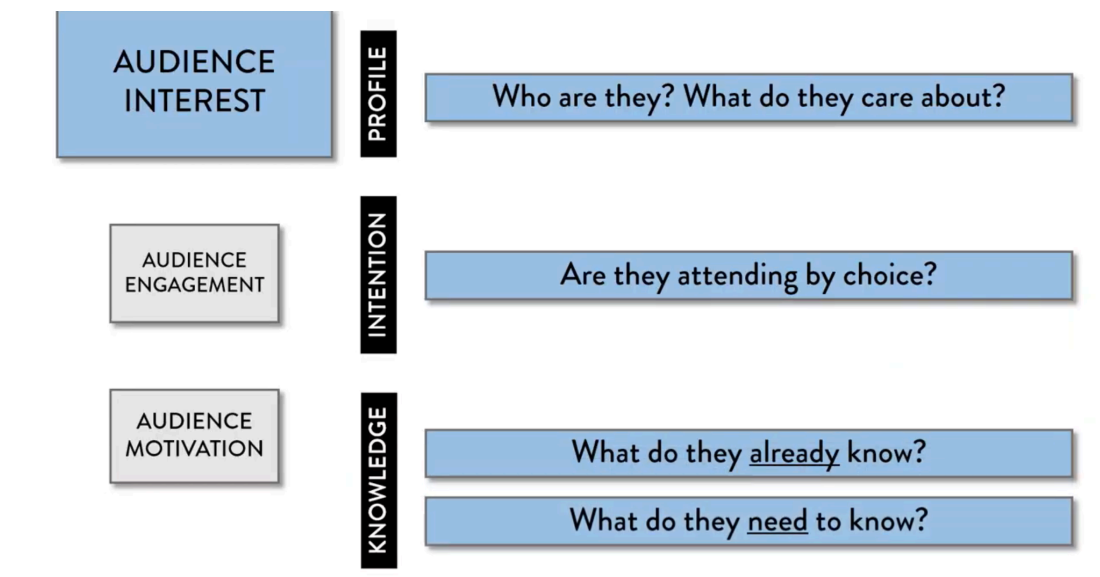 AUDIENCE
INTEREST
PROFILE
Who are they? What do they care about?
AUDIENCE
ENGAGEMENT
INTENTION
Are they attending by choice?
AUDIENCE
MOTIVATION
KNOWLEDGE
What do they already know?
What do they need to know?